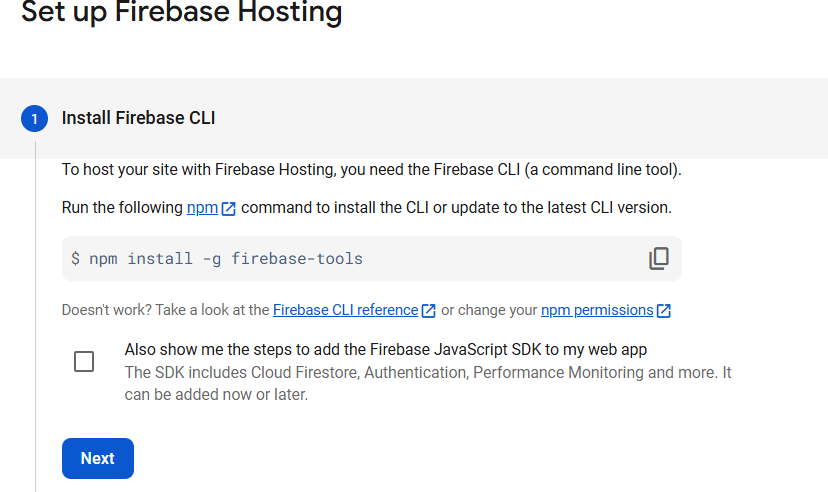 Set up Firebase Hosting
1
Install Firebase CLI
To host your site with Firebase Hosting, you need the Firebase CLI (a command line tool).
Run the following npm command to install the CLI or update to the latest CLI version.
$ npm install -g firebase-tools
Doesn't work? Take a look at the Firebase CLI reference or change your npm permissions
Also show me the steps to add the Firebase JavaScript SDK to my web app
The SDK includes Cloud Firestore, Authentication, Performance Monitoring and more. It
can be added now or later.
Next